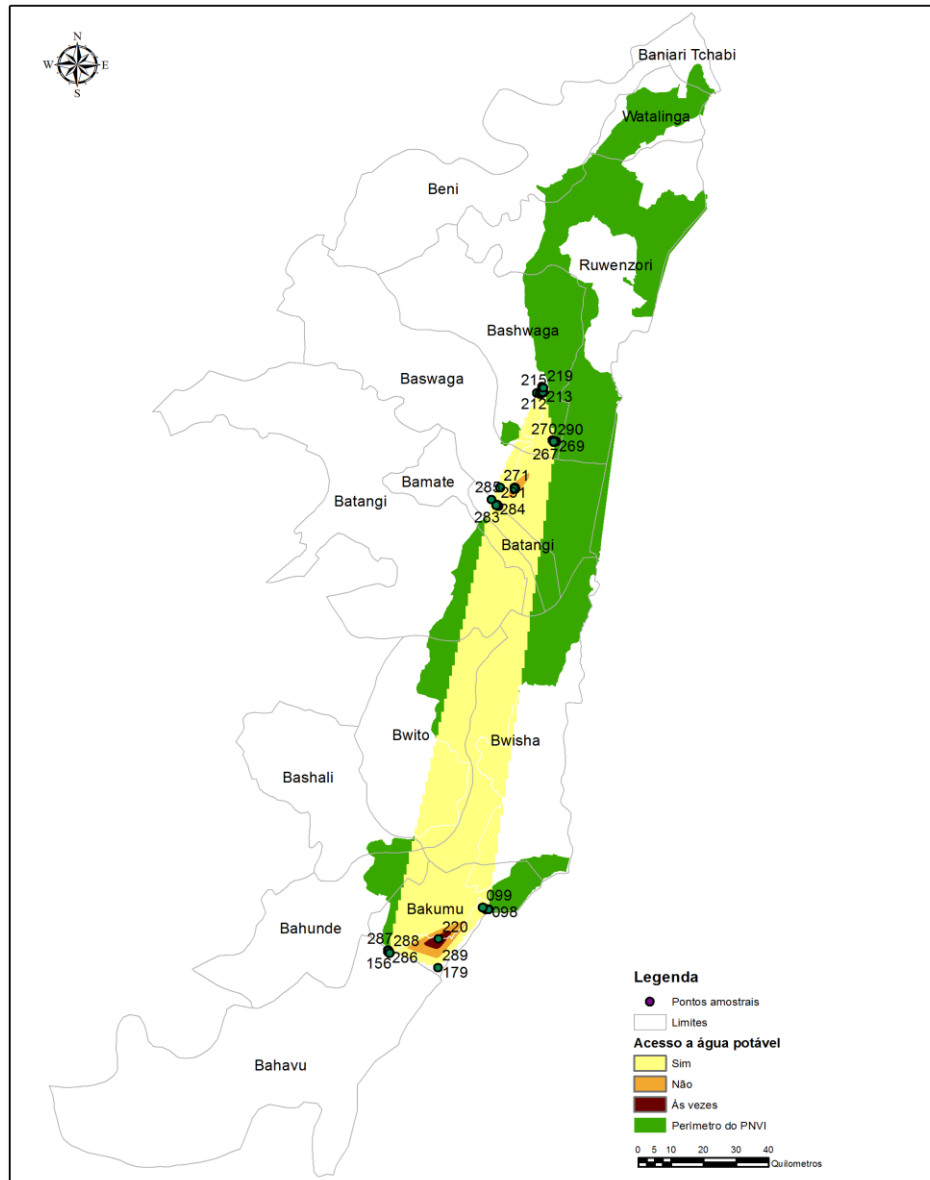 N
W E
S
Baniari Tchabi
Watalinga
Beni
Ruwenzori
Bashwaga
Baswaga
215 219
212 213
270 290
267 269
Bamate
271
285
291
Batangi
284
283
Batangi
Bwito
Bwisha
Bashali
099
Bakumu
098
220
Bahunde
287 288
289
156 286
179
Bahavu
Legenda
Pontos amostrais
Limites
Acesso a água potável
Sim
Não
Às vezes
Perímetro do PNVI
0 5 10 20 30 40
Quilometros